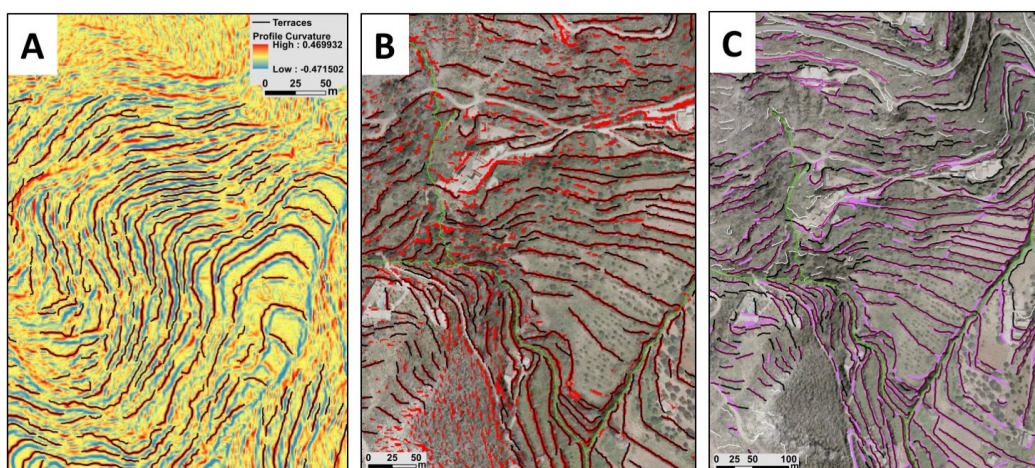 A
Terraces
Profile Curvature
High : 0.469932
Low : -0.471502
0 25 50
m
B
0 25 50
m
C
0 25 50 100
m